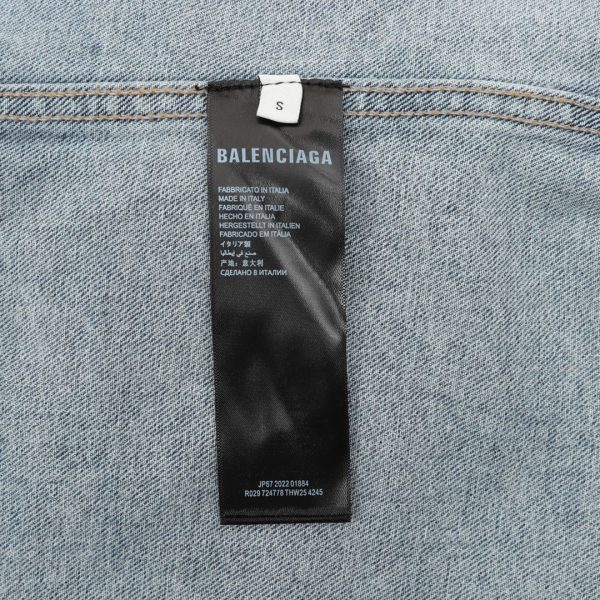 S
BALENCIAGA
FABBRICATO IN ITALIA
MADE IN ITALY
FABRIQUÉ EN ITALIE
HECHO EN ITALIA
HERGESTELLT IN ITALIEN
FABRICADO EM ITÁLIA
イタリア製
صنع في إيطاليا
产地：意大利
СДЕЛАНО В ИТАЛИИ
JP67 2022 01884
R029 724778 THW25 4245